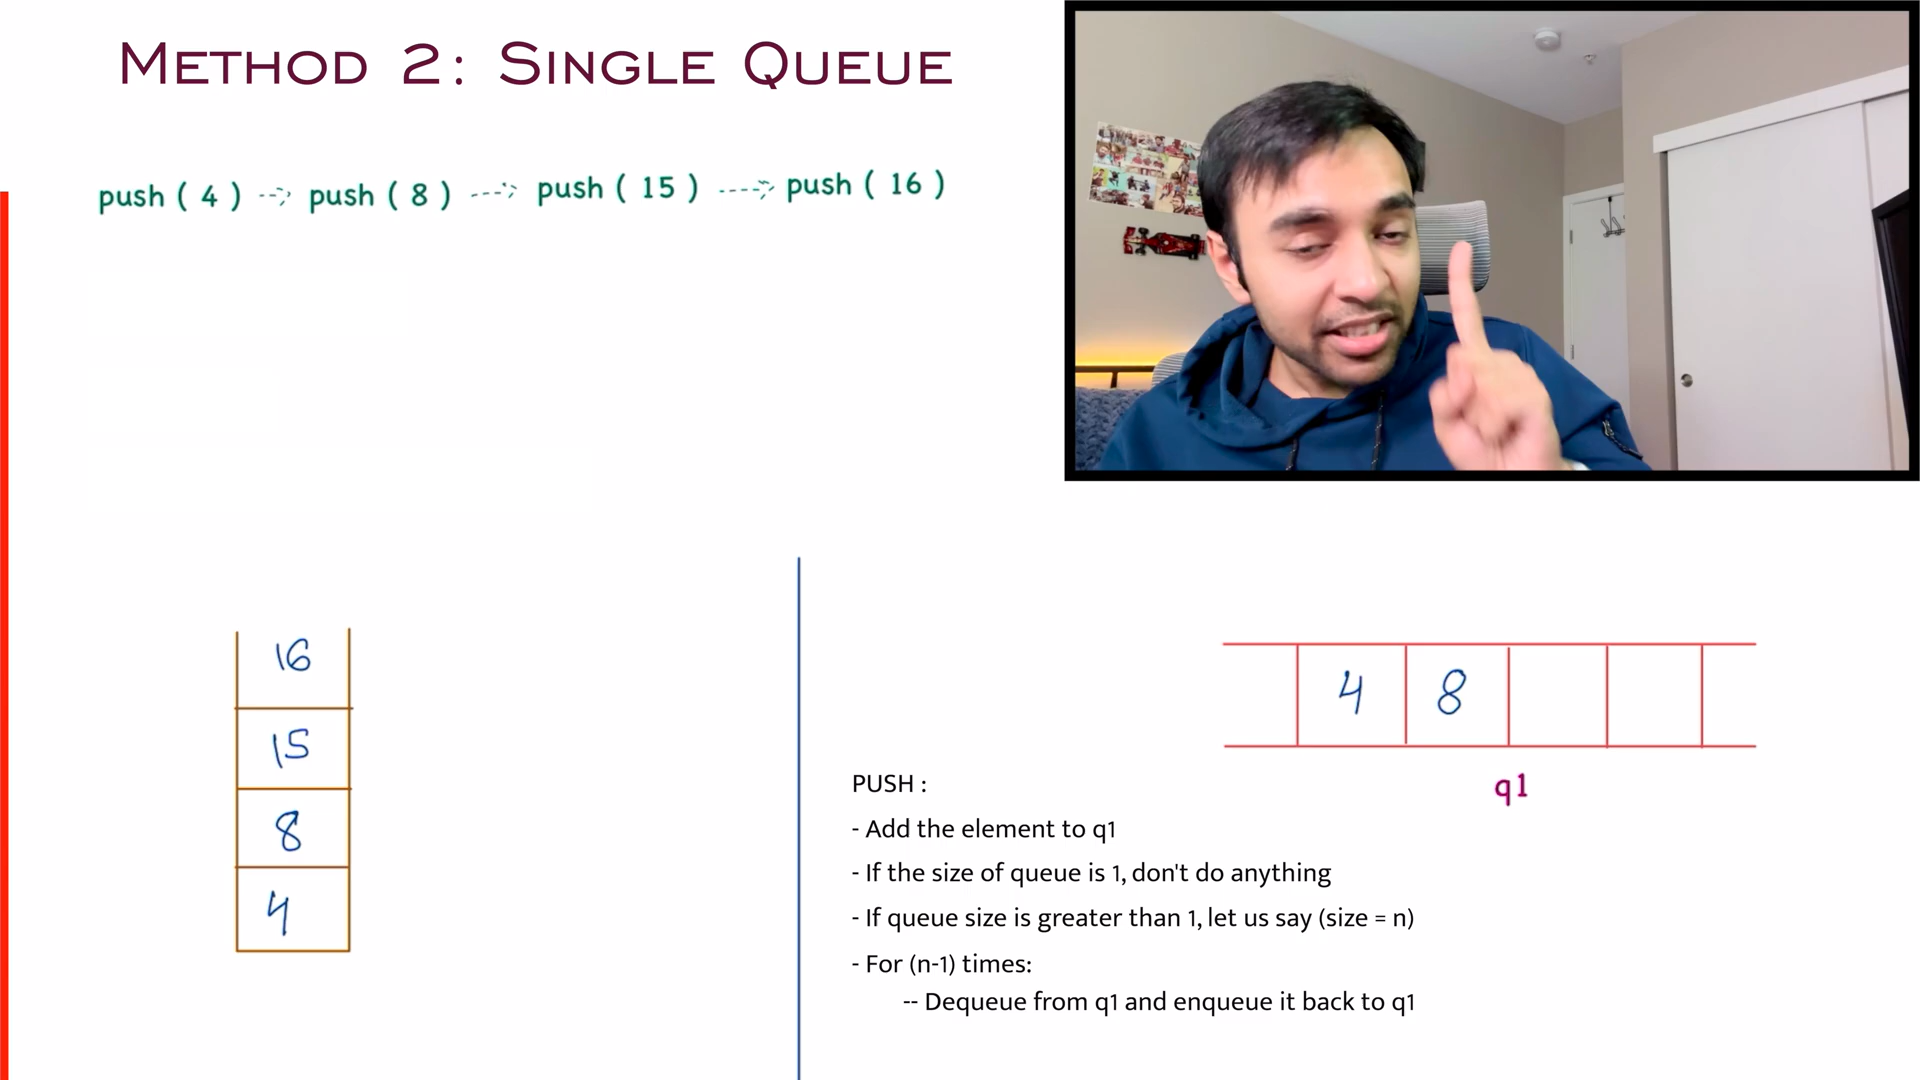 METHOD 2: SINGLE QUEUE
push ( 4 ) --> push ( 8 ) ---> push ( 15 ) ----> push ( 16 )
16
15
8
4
4 8
q1
PUSH :
- Add the element to q1
- If the size of queue is 1, don't do anything
- If queue size is greater than 1, let us say (size = n)
- For (n-1) times:
-- Dequeue from q1 and enqueue it back to q1